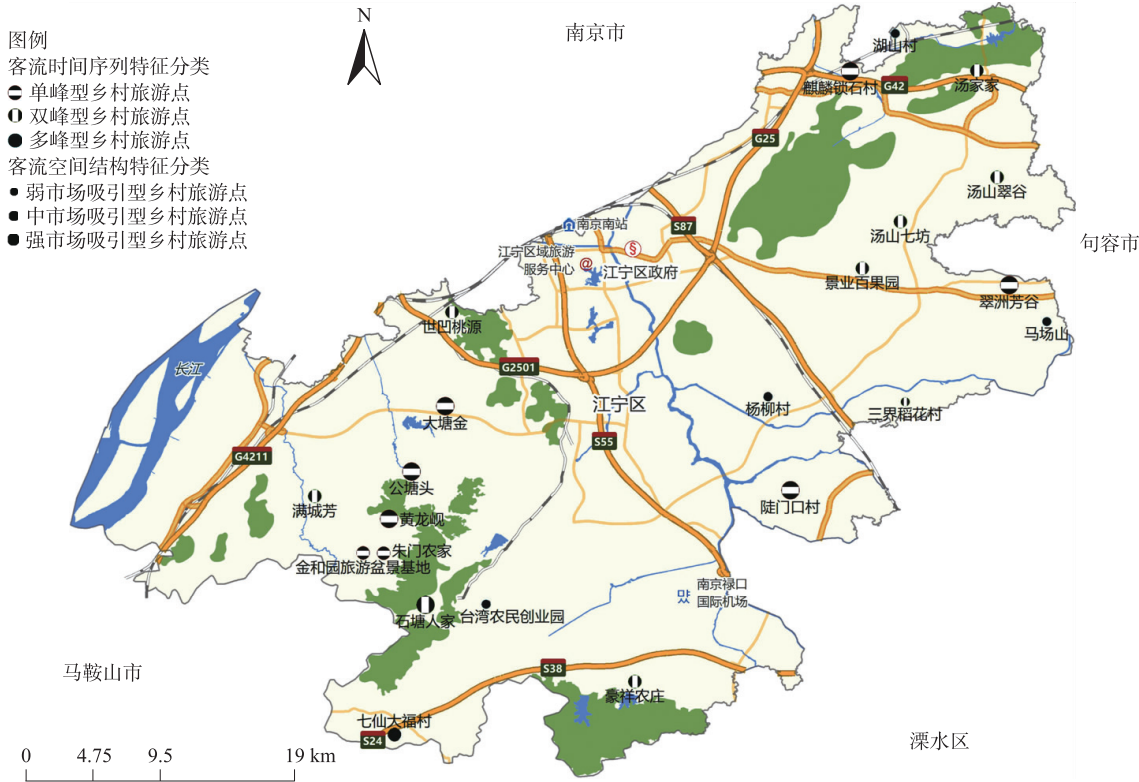 图例
客流时间序列特征分类
单峰型乡村旅游点
双峰型乡村旅游点
多峰型乡村旅游点
客流空间结构特征分类
弱市场吸引型乡村旅游点
中市场吸引型乡村旅游点
强市场吸引型乡村旅游点
N
南京市
湖山村
麒麟锁石村
G42
汤家家
G25
汤山翠谷
汤山七坊
句容市
S87
南京南站
江宁区域旅游
服务中心
@
§
江宁区政府
景业百果园
翠洲芳谷
马场山
世凹桃源
长江
G2501
江宁区
杨柳村
三界稻花村
大塘金
S55
G4211
公塘头
满城芳
黄龙岘
陡门口村
朱门农家
金和园旅游盆景基地
南京禄口
国际机场
石塘人家
台湾农民创业园
马鞍山市
S38
豪祥农庄
七仙大福村
S24
溧水区
0 4.75 9.5 19 km